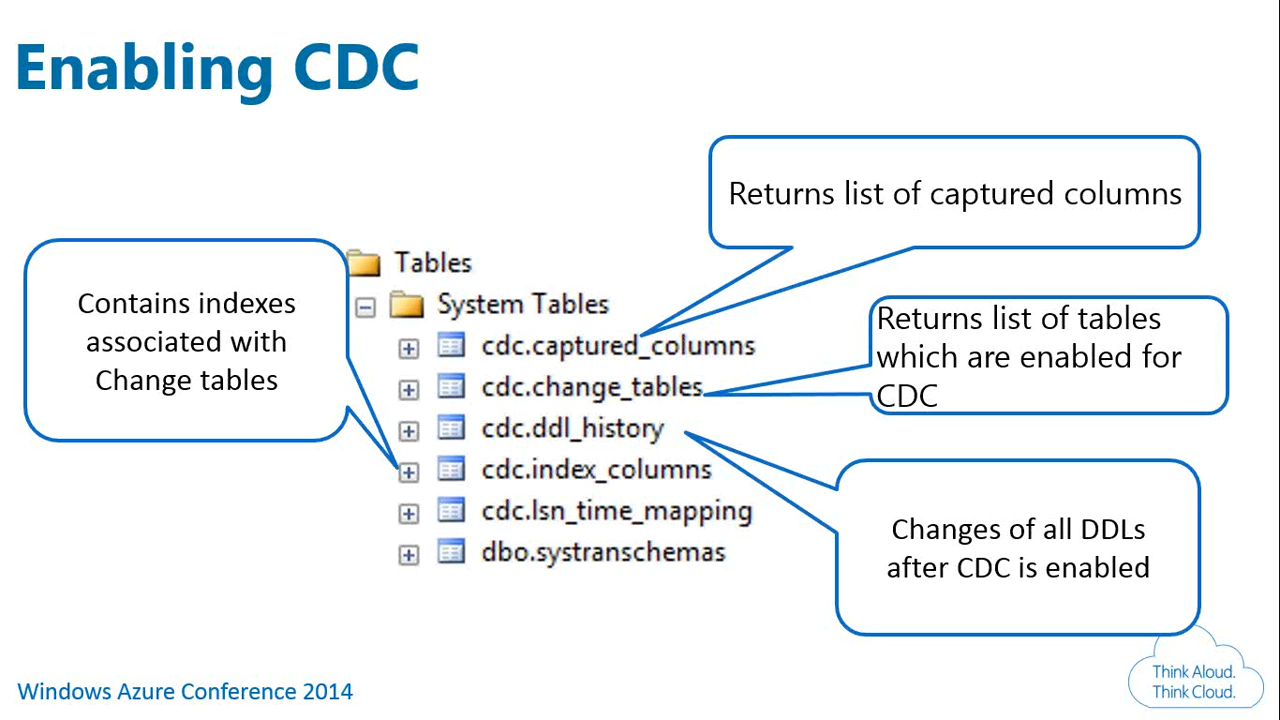 Enabling CDC
Returns list of captured columns
Contains indexes
associated with
Change tables
Tables
System Tables
cdc.captured_columns
cdc.change_tables
cdc.ddl_history
cdc.index_columns
cdc.lsn_time_mapping
dbo.systranschemas
Returns list of tables
which are enabled for
CDC
Changes of all DDLs
after CDC is enabled
Windows Azure Conference 2014
Think Aloud.
Think Cloud.